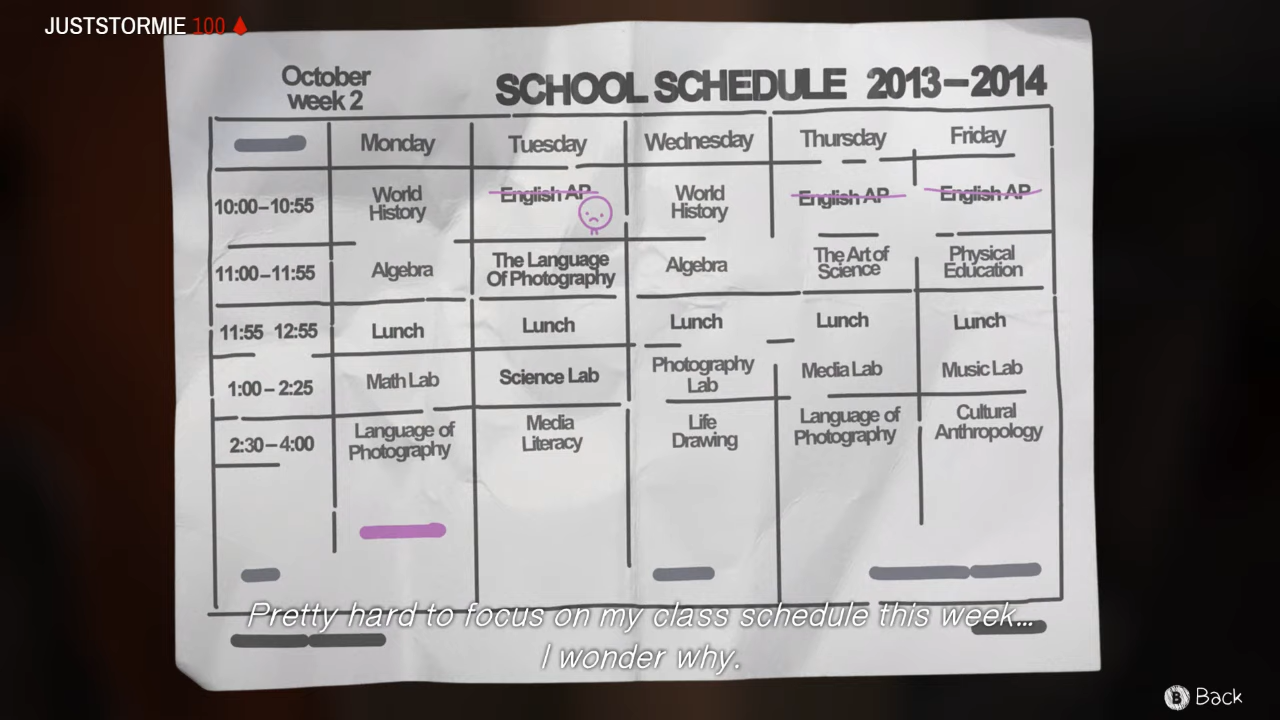 JUSTSTORMIE 100
October
week 2
SCHOOL SCHEDULE 2013-2014
Monday Tuesday Wednesday Thursday Friday
10:00-10:55 World History English AP World History English AP English AP
11:00-11:55 Algebra The Language Of Photography Algebra The Art of Science Physical Education
11:55 12:55 Lunch Lunch Lunch Lunch Lunch
1:00-2:25 Math Lab Science Lab Photography Lab Media Lab Music Lab
2:30-4:00 Language of Photography Media Literacy Life Drawing Language of Photography Cultural Anthropology
Pretty hard to focus on my class schedule this week...
I wonder why.
B Back